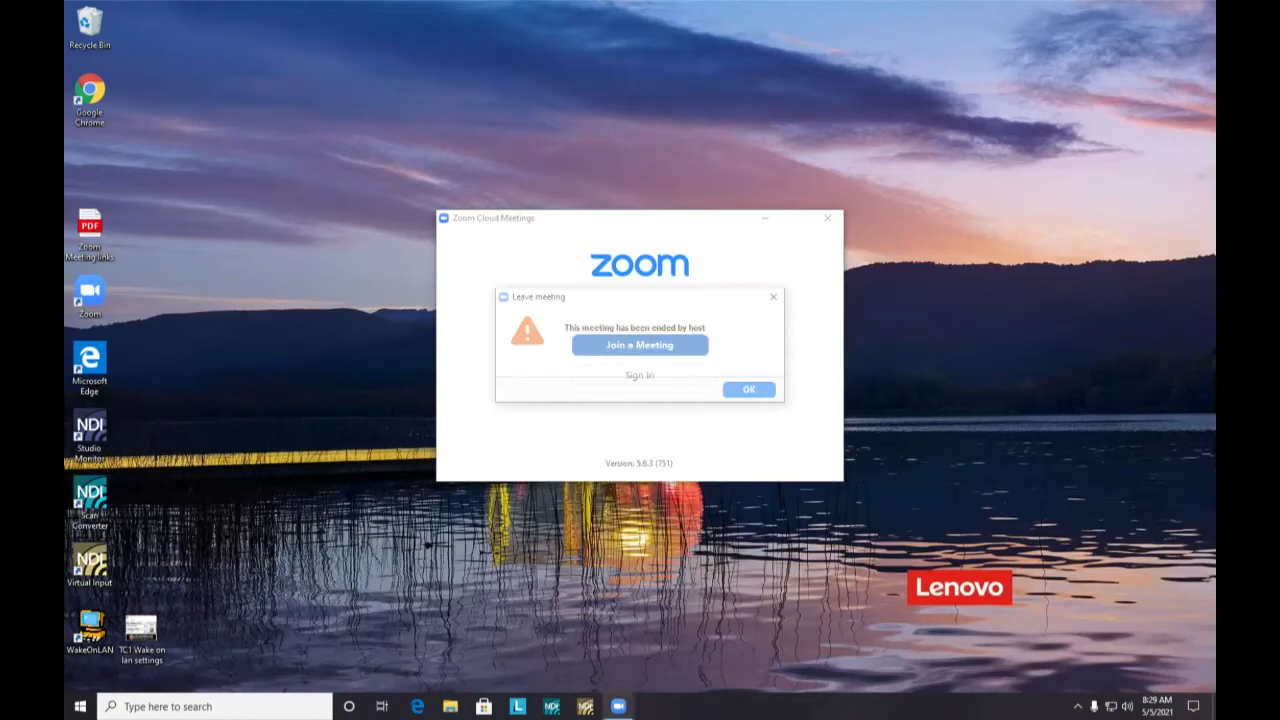 Recycle Bin
Google
Chrome
PDF
Zoom
Meeting links
Zoom
Microsoft
Edge
NDI
Studio
Monitor
NDI
Scan
Converter
NDI
Virtual Input
WakeOnLAN
TC1 Wake on
lan settings
Zoom Cloud Meetings
zoom
Leave meeting
This meeting has been ended by host
Join a Meeting
Sign In
OK
Version: 5.6.3 (751)
Lenovo
Type here to search
L
NDI
NDI
8:29 AM
5/5/2021